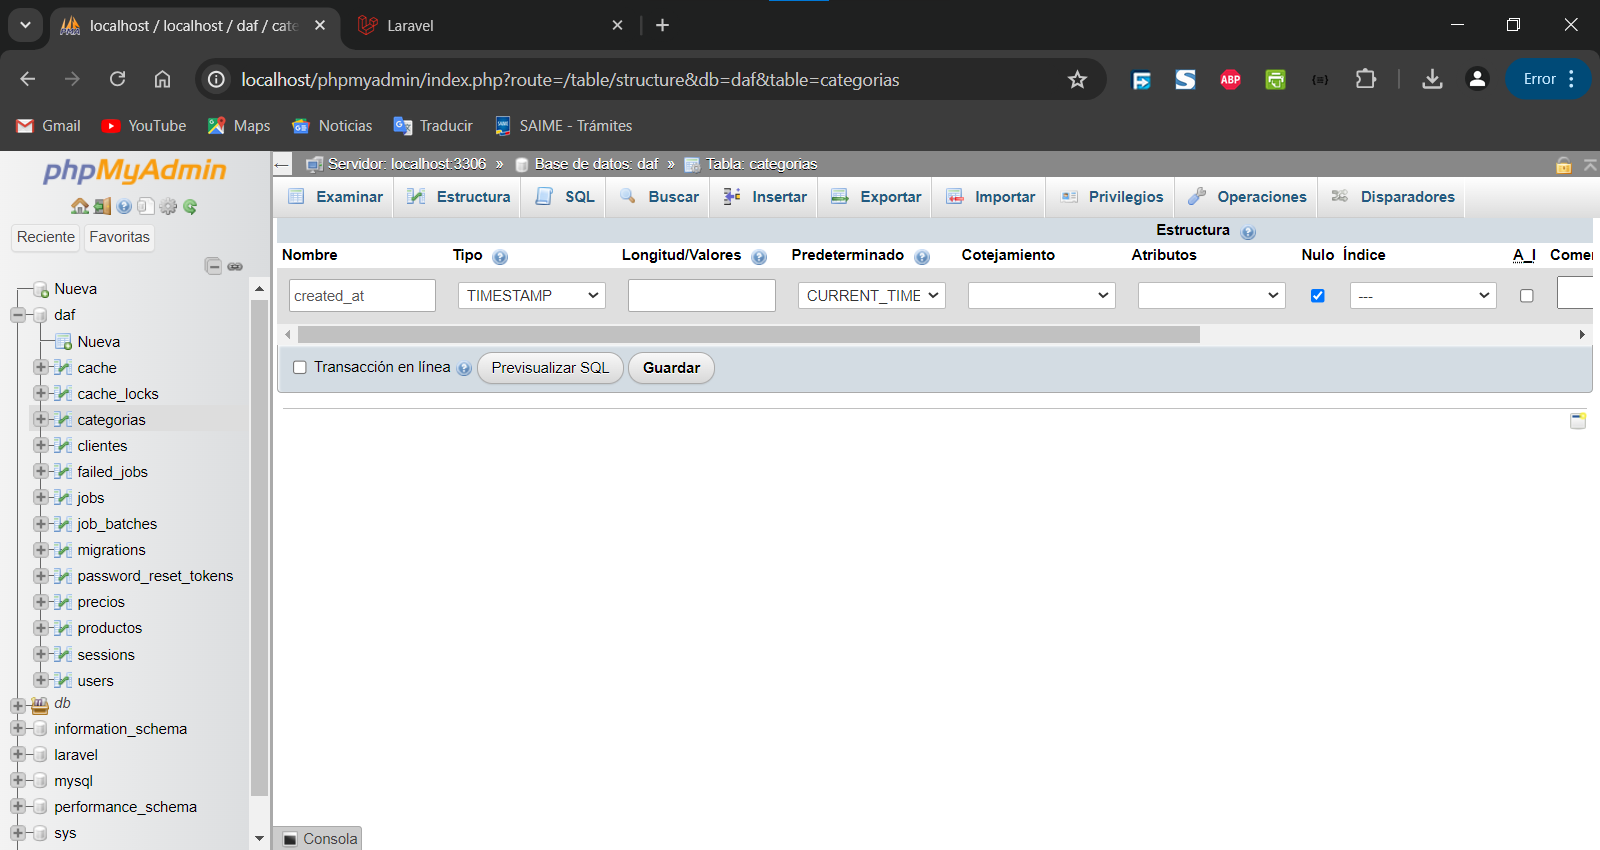 localhost / localhost / daf / cate
Laravel
localhost/phpmyadmin/index.php?route=/table/structure&db=daf&table=categorias
ABP
Error
Gmail
YouTube
Maps
Noticias
Traducir
SAIME - Trámites
phpMyAdmin
Reciente
Favoritas
Nueva
daf
Nueva
cache
cache_locks
categorias
clientes
failed_jobs
jobs
job_batches
migrations
password_reset_tokens
precios
productos
sessions
users
db
information_schema
laravel
mysql
performance_schema
sys
Servidor: localhost:3306 » Base de datos: daf » Tabla: categorias
Examinar Estructura SQL Buscar Insertar Exportar Importar Privilegios Operaciones Disparadores
Estructura
Nombre Tipo Longitud/Valores Predeterminado Cotejamiento Atributos Nulo Índice A_I Comer
created_at TIMESTAMP CURRENT_TIME ---
Transacción en línea Previsualizar SQL Guardar
Consola